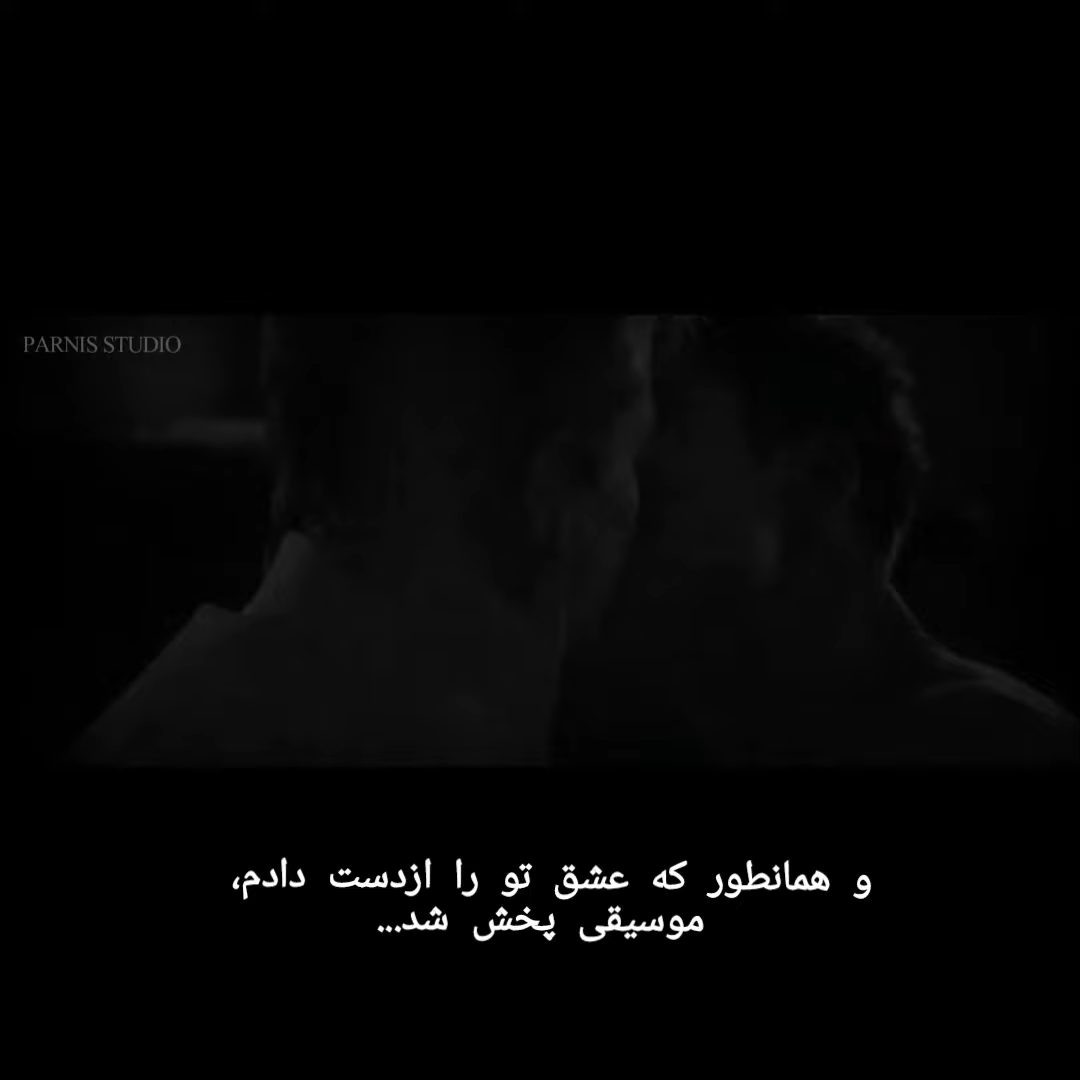 PARNIS STUDIO
و همانطور که عشق تو را ازدست دادم،
موسیقی پخش شد...